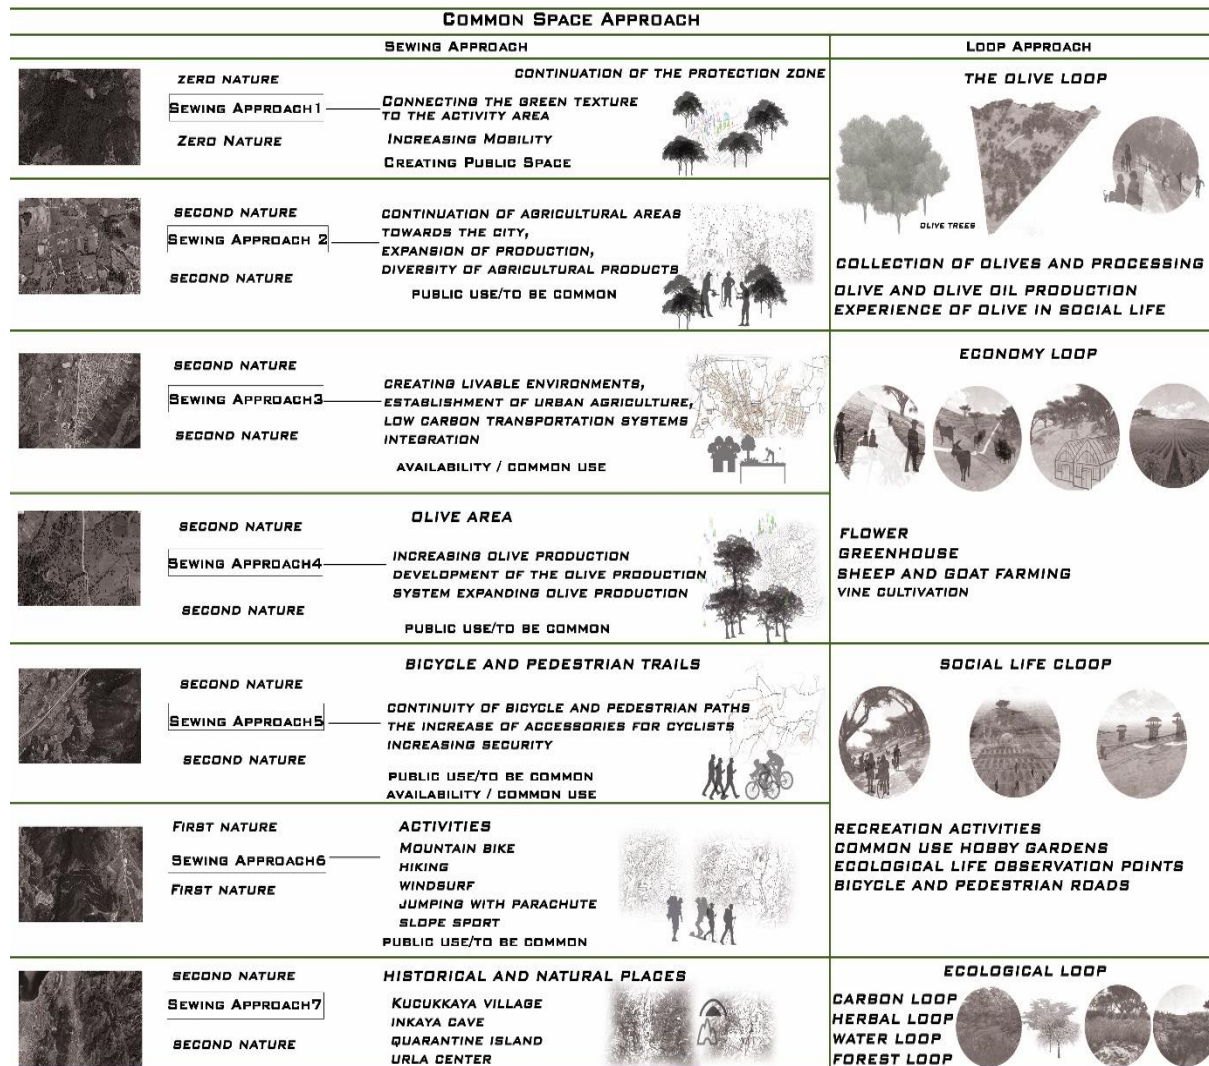 COMMON SPACE APPROACH
SEWING APPROACH
LOOP APPROACH
ZERO NATURE
SEWING APPROACH1
ZERO NATURE
CONTINUATION OF THE PROTECTION ZONE
CONNECTING THE GREEN TEXTURE
TO THE ACTIVITY AREA
INCREASING MOBILITY
CREATING PUBLIC SPACE
SECOND NATURE
SEWING APPROACH 2
SECOND NATURE
CONTINUATION OF AGRICULTURAL AREAS
TOWARDS THE CITY,
EXPANSION OF PRODUCTION,
DIVERSITY OF AGRICULTURAL PRODUCTS
PUBLIC USE/TO BE COMMON
SECOND NATURE
SEWING APPROACH3
SECOND NATURE
CREATING LIVABLE ENVIRONMENTS,
ESTABLISHMENT OF URBAN AGRICULTURE,
LOW CARBON TRANSPORTATION SYSTEMS
INTEGRATION
AVAILABILITY / COMMON USE
SECOND NATURE
SEWING APPROACH4
SECOND NATURE
OLIVE AREA
INCREASING OLIVE PRODUCTION
DEVELOPMENT OF THE OLIVE PRODUCTION
SYSTEM EXPANDING OLIVE PRODUCTION
PUBLIC USE/TO BE COMMON
SECOND NATURE
SEWING APPROACH5
SECOND NATURE
BICYCLE AND PEDESTRIAN TRAILS
CONTINUITY OF BICYCLE AND PEDESTRIAN PATHS
THE INCREASE OF ACCESSORIES FOR CYCLISTS
INCREASING SECURITY
PUBLIC USE/TO BE COMMON
AVAILABILITY / COMMON USE
FIRST NATURE
SEWING APPROACH6
FIRST NATURE
ACTIVITIES
MOUNTAIN BIKE
HIKING
WINDSURF
JUMPING WITH PARACHUTE
SLOPE SPORT
PUBLIC USE/TO BE COMMON
SECOND NATURE
SEWING APPROACH7
SECOND NATURE
HISTORICAL AND NATURAL PLACES
KUCUKKAYA VILLAGE
INKAYA CAVE
QUARANTINE ISLAND
URLA CENTER
THE OLIVE LOOP
OLIVE TREES
COLLECTION OF OLIVES AND PROCESSING
OLIVE AND OLIVE OIL PRODUCTION
EXPERIENCE OF OLIVE IN SOCIAL LIFE
ECONOMY LOOP
FLOWER
GREENHOUSE
SHEEP AND GOAT FARMING
VINE CULTIVATION
SOCIAL LIFE CLOOP
RECREATION ACTIVITIES
COMMON USE HOBBY GARDENS
ECOLOGICAL LIFE OBSERVATION POINTS
BICYCLE AND PEDESTRIAN ROADS
ECOLOGICAL LOOP
CARBON LOOP
HERBAL LOOP
WATER LOOP
FOREST LOOP